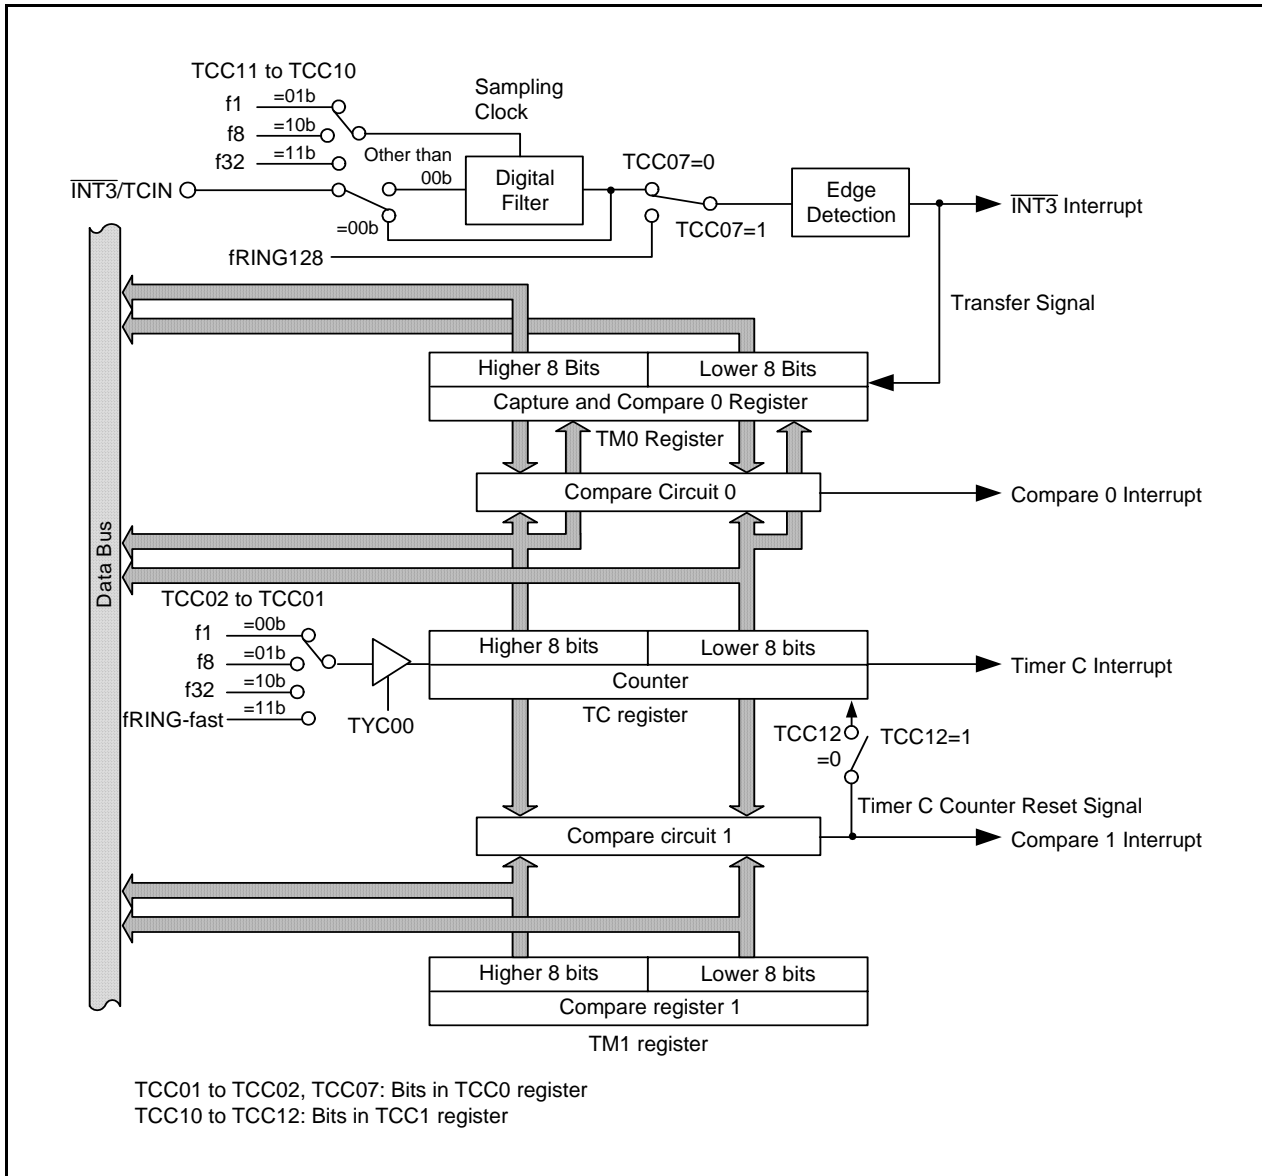 TCC11 to TCC10
Sampling
Clock
f1 =01b
f8 =10b
f32 =11b
Other than
00b
Digital
Filter
TCC07=0
Edge
Detection
INT3/TCIN
INT3 Interrupt
=00b
TCC07=1
fRING128
Transfer Signal
Higher 8 Bits
Lower 8 Bits
Capture and Compare 0 Register
TM0 Register
Compare Circuit 0
Compare 0 Interrupt
Data Bus
TCC02 to TCC01
f1 =00b
f8 =01b
f32 =10b
fRING-fast =11b
TYC00
Higher 8 bits
Lower 8 bits
Counter
Timer C Interrupt
TC register
TCC12
=0
TCC12=1
Timer C Counter Reset Signal
Compare circuit 1
Compare 1 Interrupt
Higher 8 bits
Lower 8 bits
Compare register 1
TM1 register
TCC01 to TCC02, TCC07: Bits in TCC0 register
TCC10 to TCC12: Bits in TCC1 register